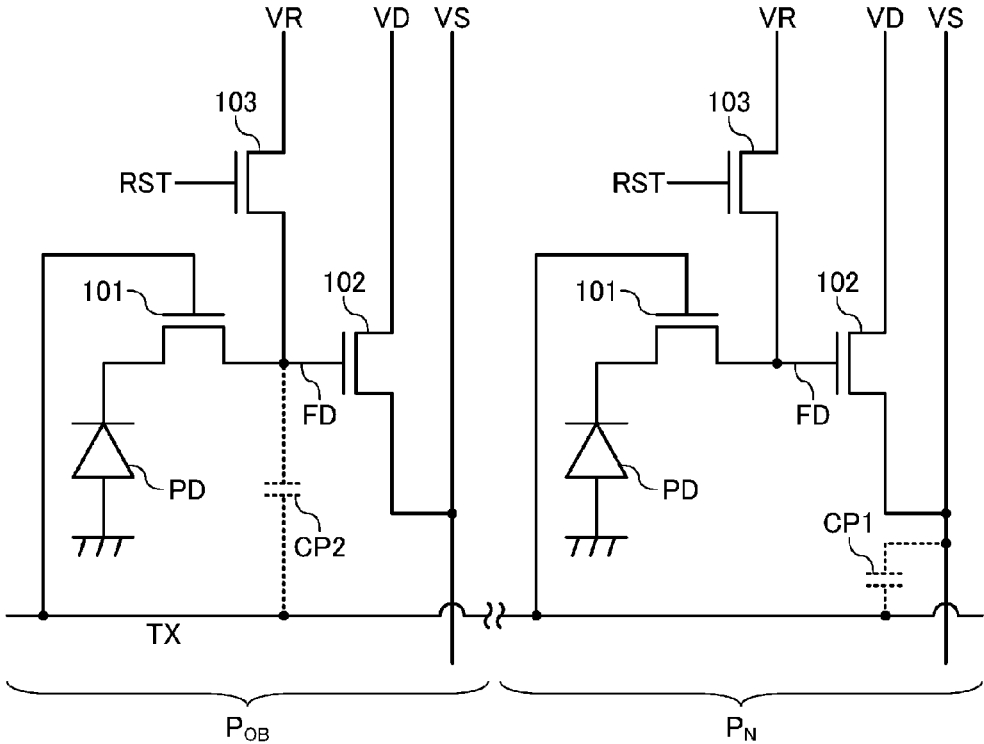 VR VD VS VR VD VS
103 103
RST RST
101 102 101 102
FD FD
PD PD
CP2 CP1
TX
P_OB P_N